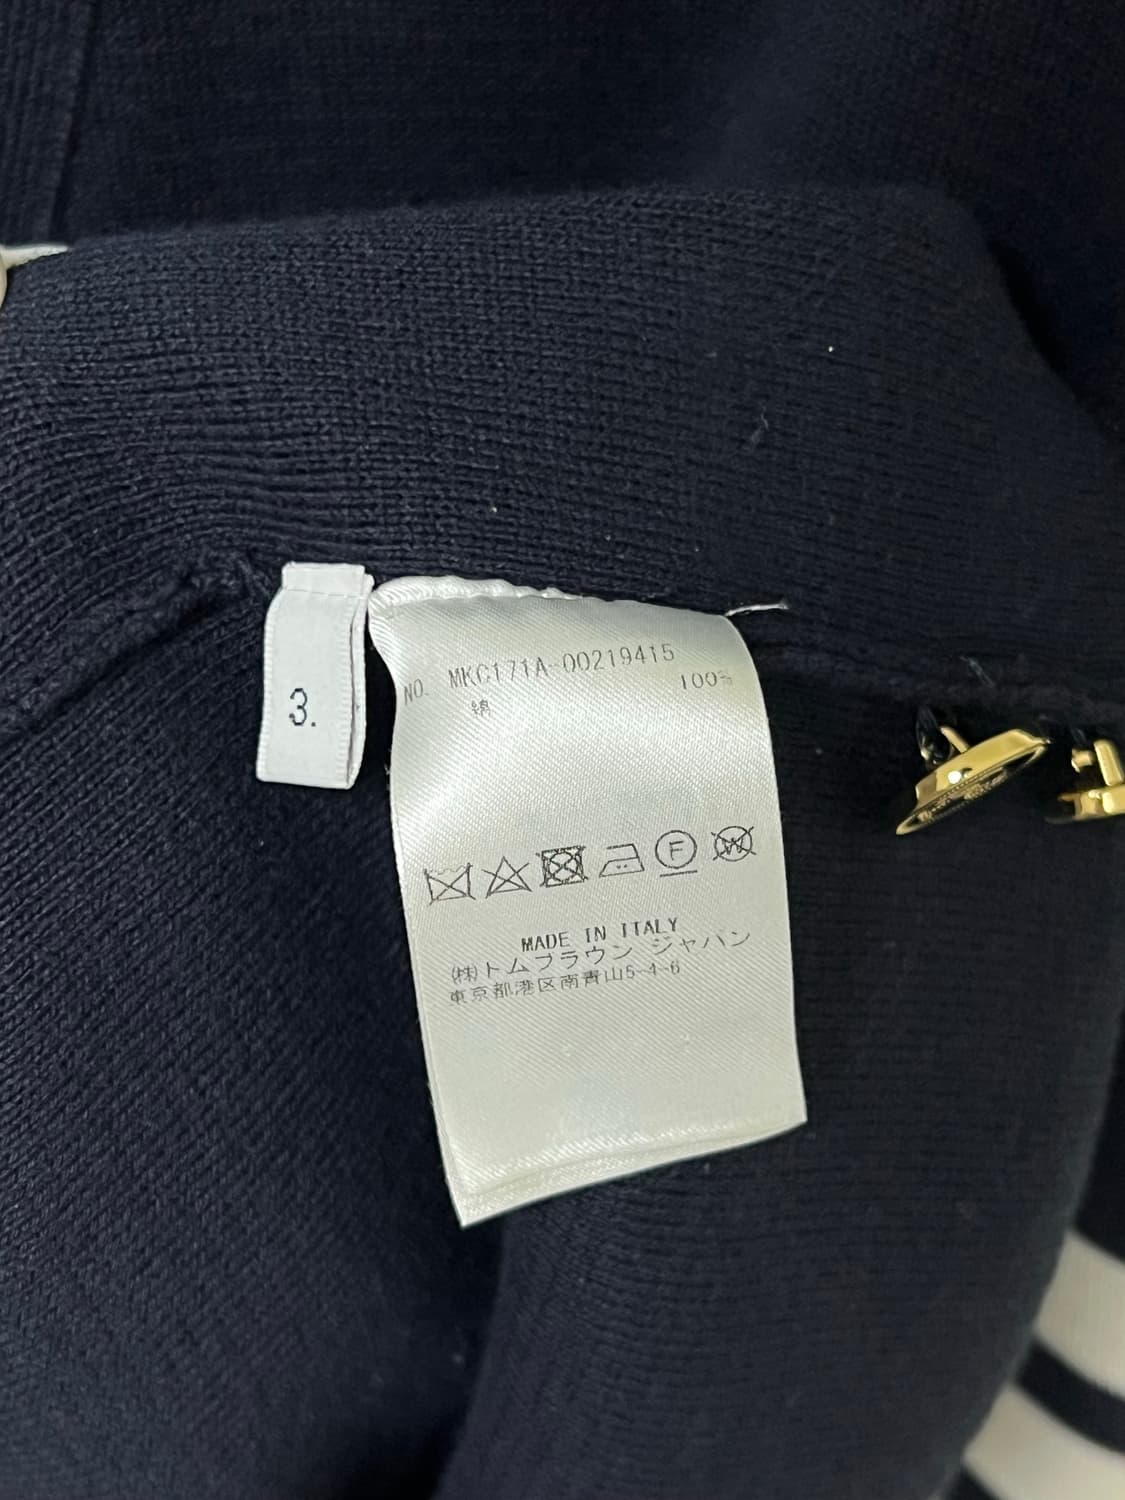 3.
NO. MKC171A-00219415
綿 100%
F W
MADE IN ITALY
(株)トムブラウン ジャパン
東京都港区南青山5-4-6